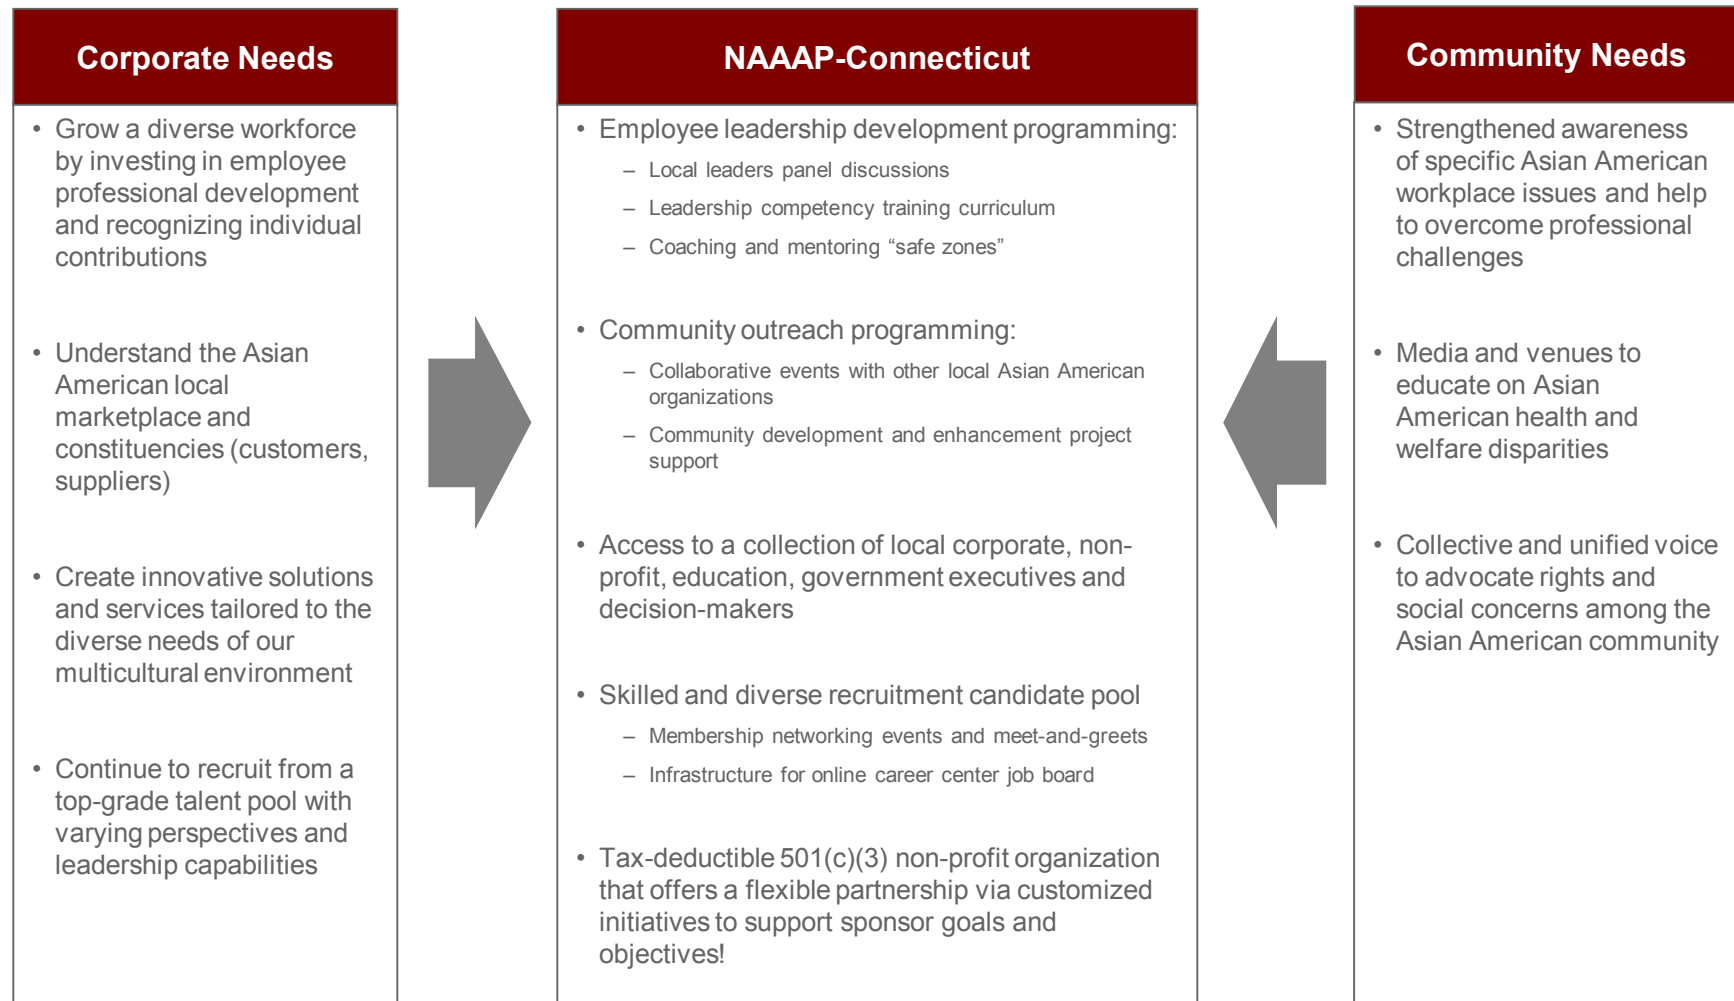 Corporate Needs
• Grow a diverse workforce
by investing in employee
professional development
and recognizing individual
contributions
• Understand the Asian
American local
marketplace and
constituencies (customers,
suppliers)
• Create innovative solutions
and services tailored to the
diverse needs of our
multicultural environment
• Continue to recruit from a
top-grade talent pool with
varying perspectives and
leadership capabilities
NAAAP-Connecticut
• Employee leadership development programming:
– Local leaders panel discussions
– Leadership competency training curriculum
– Coaching and mentoring “safe zones”
• Community outreach programming:
– Collaborative events with other local Asian American
organizations
– Community development and enhancement project
support
• Access to a collection of local corporate, non-
profit, education, government executives and
decision-makers
• Skilled and diverse recruitment candidate pool
– Membership networking events and meet-and-greets
– Infrastructure for online career center job board
• Tax-deductible 501(c)(3) non-profit organization
that offers a flexible partnership via customized
initiatives to support sponsor goals and
objectives!
Community Needs
• Strengthened awareness
of specific Asian American
workplace issues and help
to overcome professional
challenges
• Media and venues to
educate on Asian
American health and
welfare disparities
• Collective and unified voice
to advocate rights and
social concerns among the
Asian American community